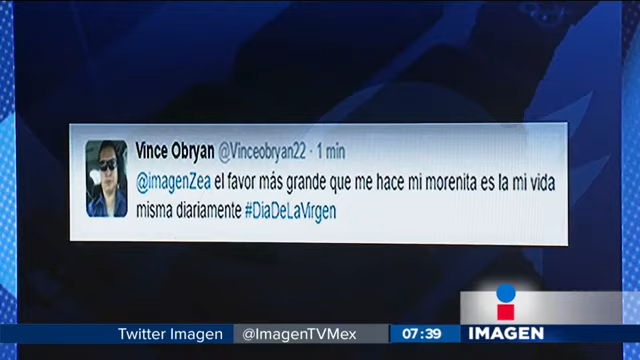 Vince Obryan @Vinceobryan22 · 1 min
@imagenZea el favor más grande que me hace mi morenita es la mi vida
misma diariamente #DiaDeLaVirgen
IMAGEN
Twitter Imagen @ImagenTVMex 07:39